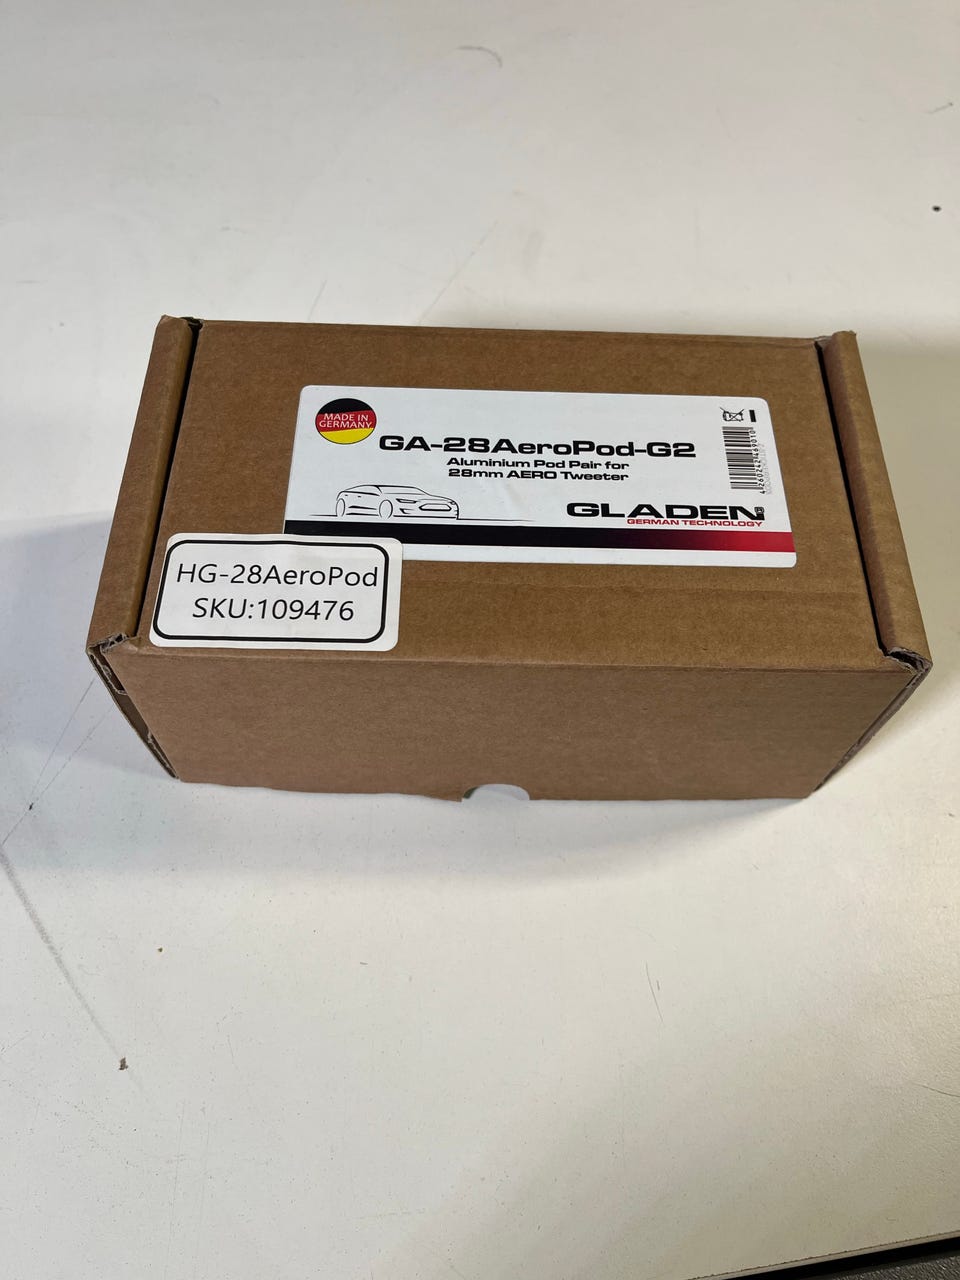 MADE IN
GERMANY
GA-28AeroPod-G2
Aluminium Pod Pair for
28mm AERO Tweeter
GLADEN
GERMAN TECHNOLOGY
HG-28AeroPod
SKU:109476